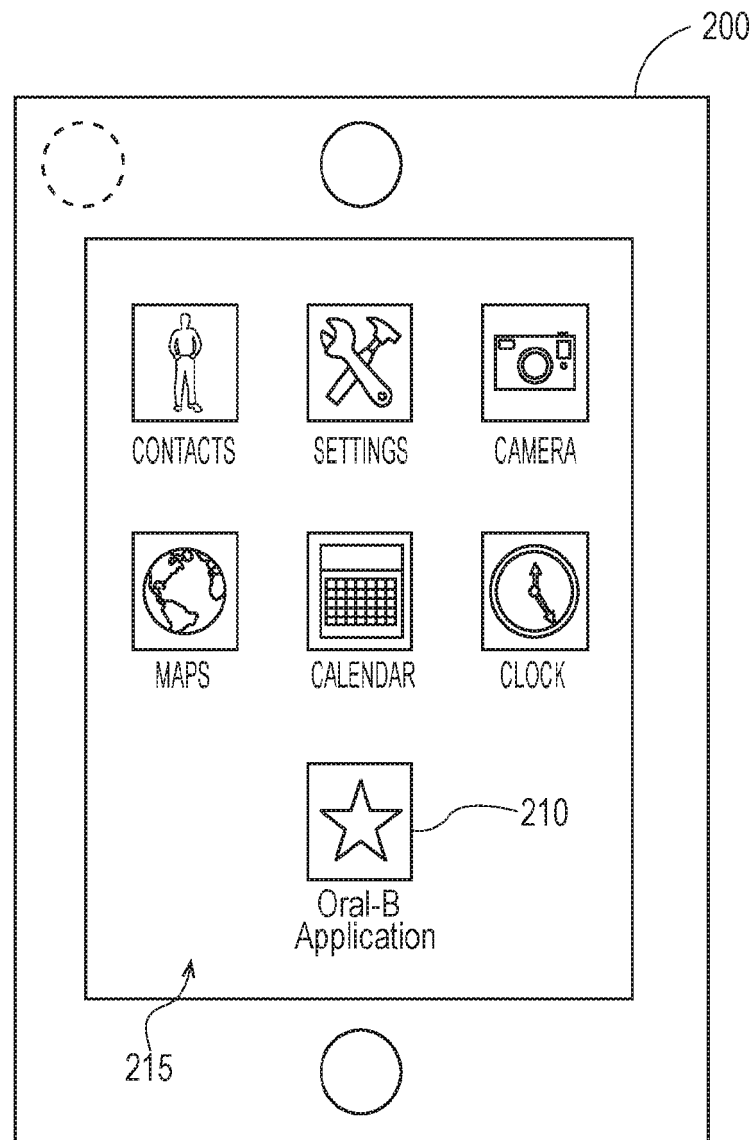 200
CONTACTS SETTINGS CAMERA
MAPS CALENDAR CLOCK
210
Oral-B
Application
215